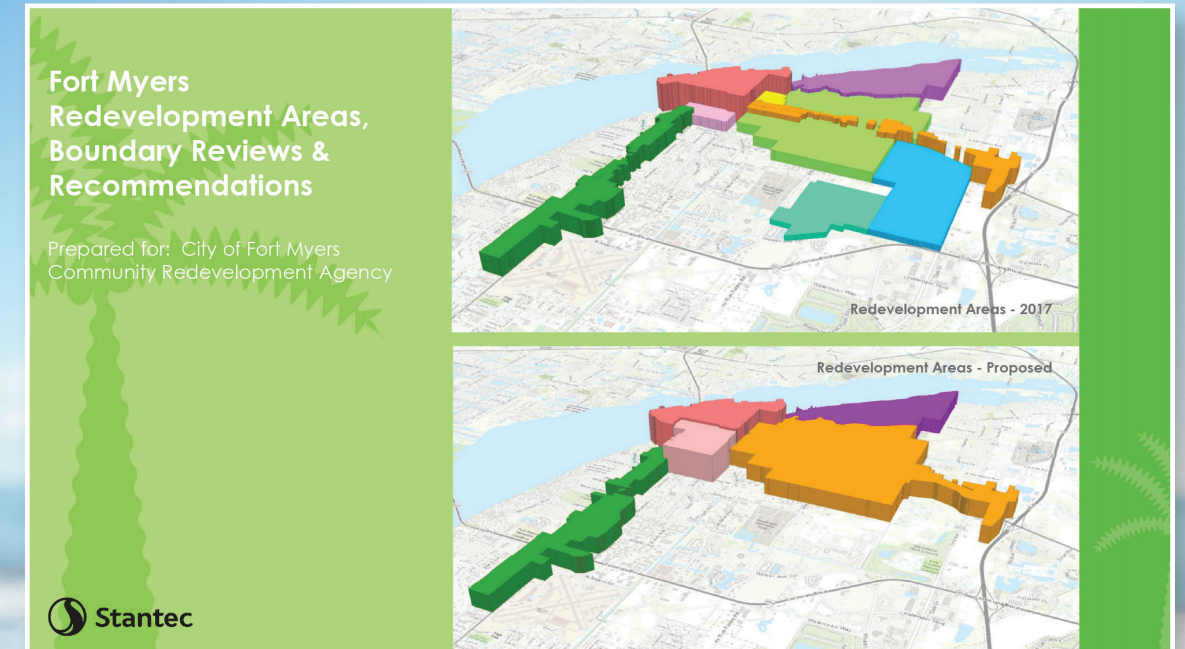 Fort Myers
Redevelopment Areas,
Boundary Reviews &
Recommendations
Prepared for: City of Fort Myers
Community Redevelopment Agency
Stantec
Redevelopment Areas - 2017
Redevelopment Areas - Proposed